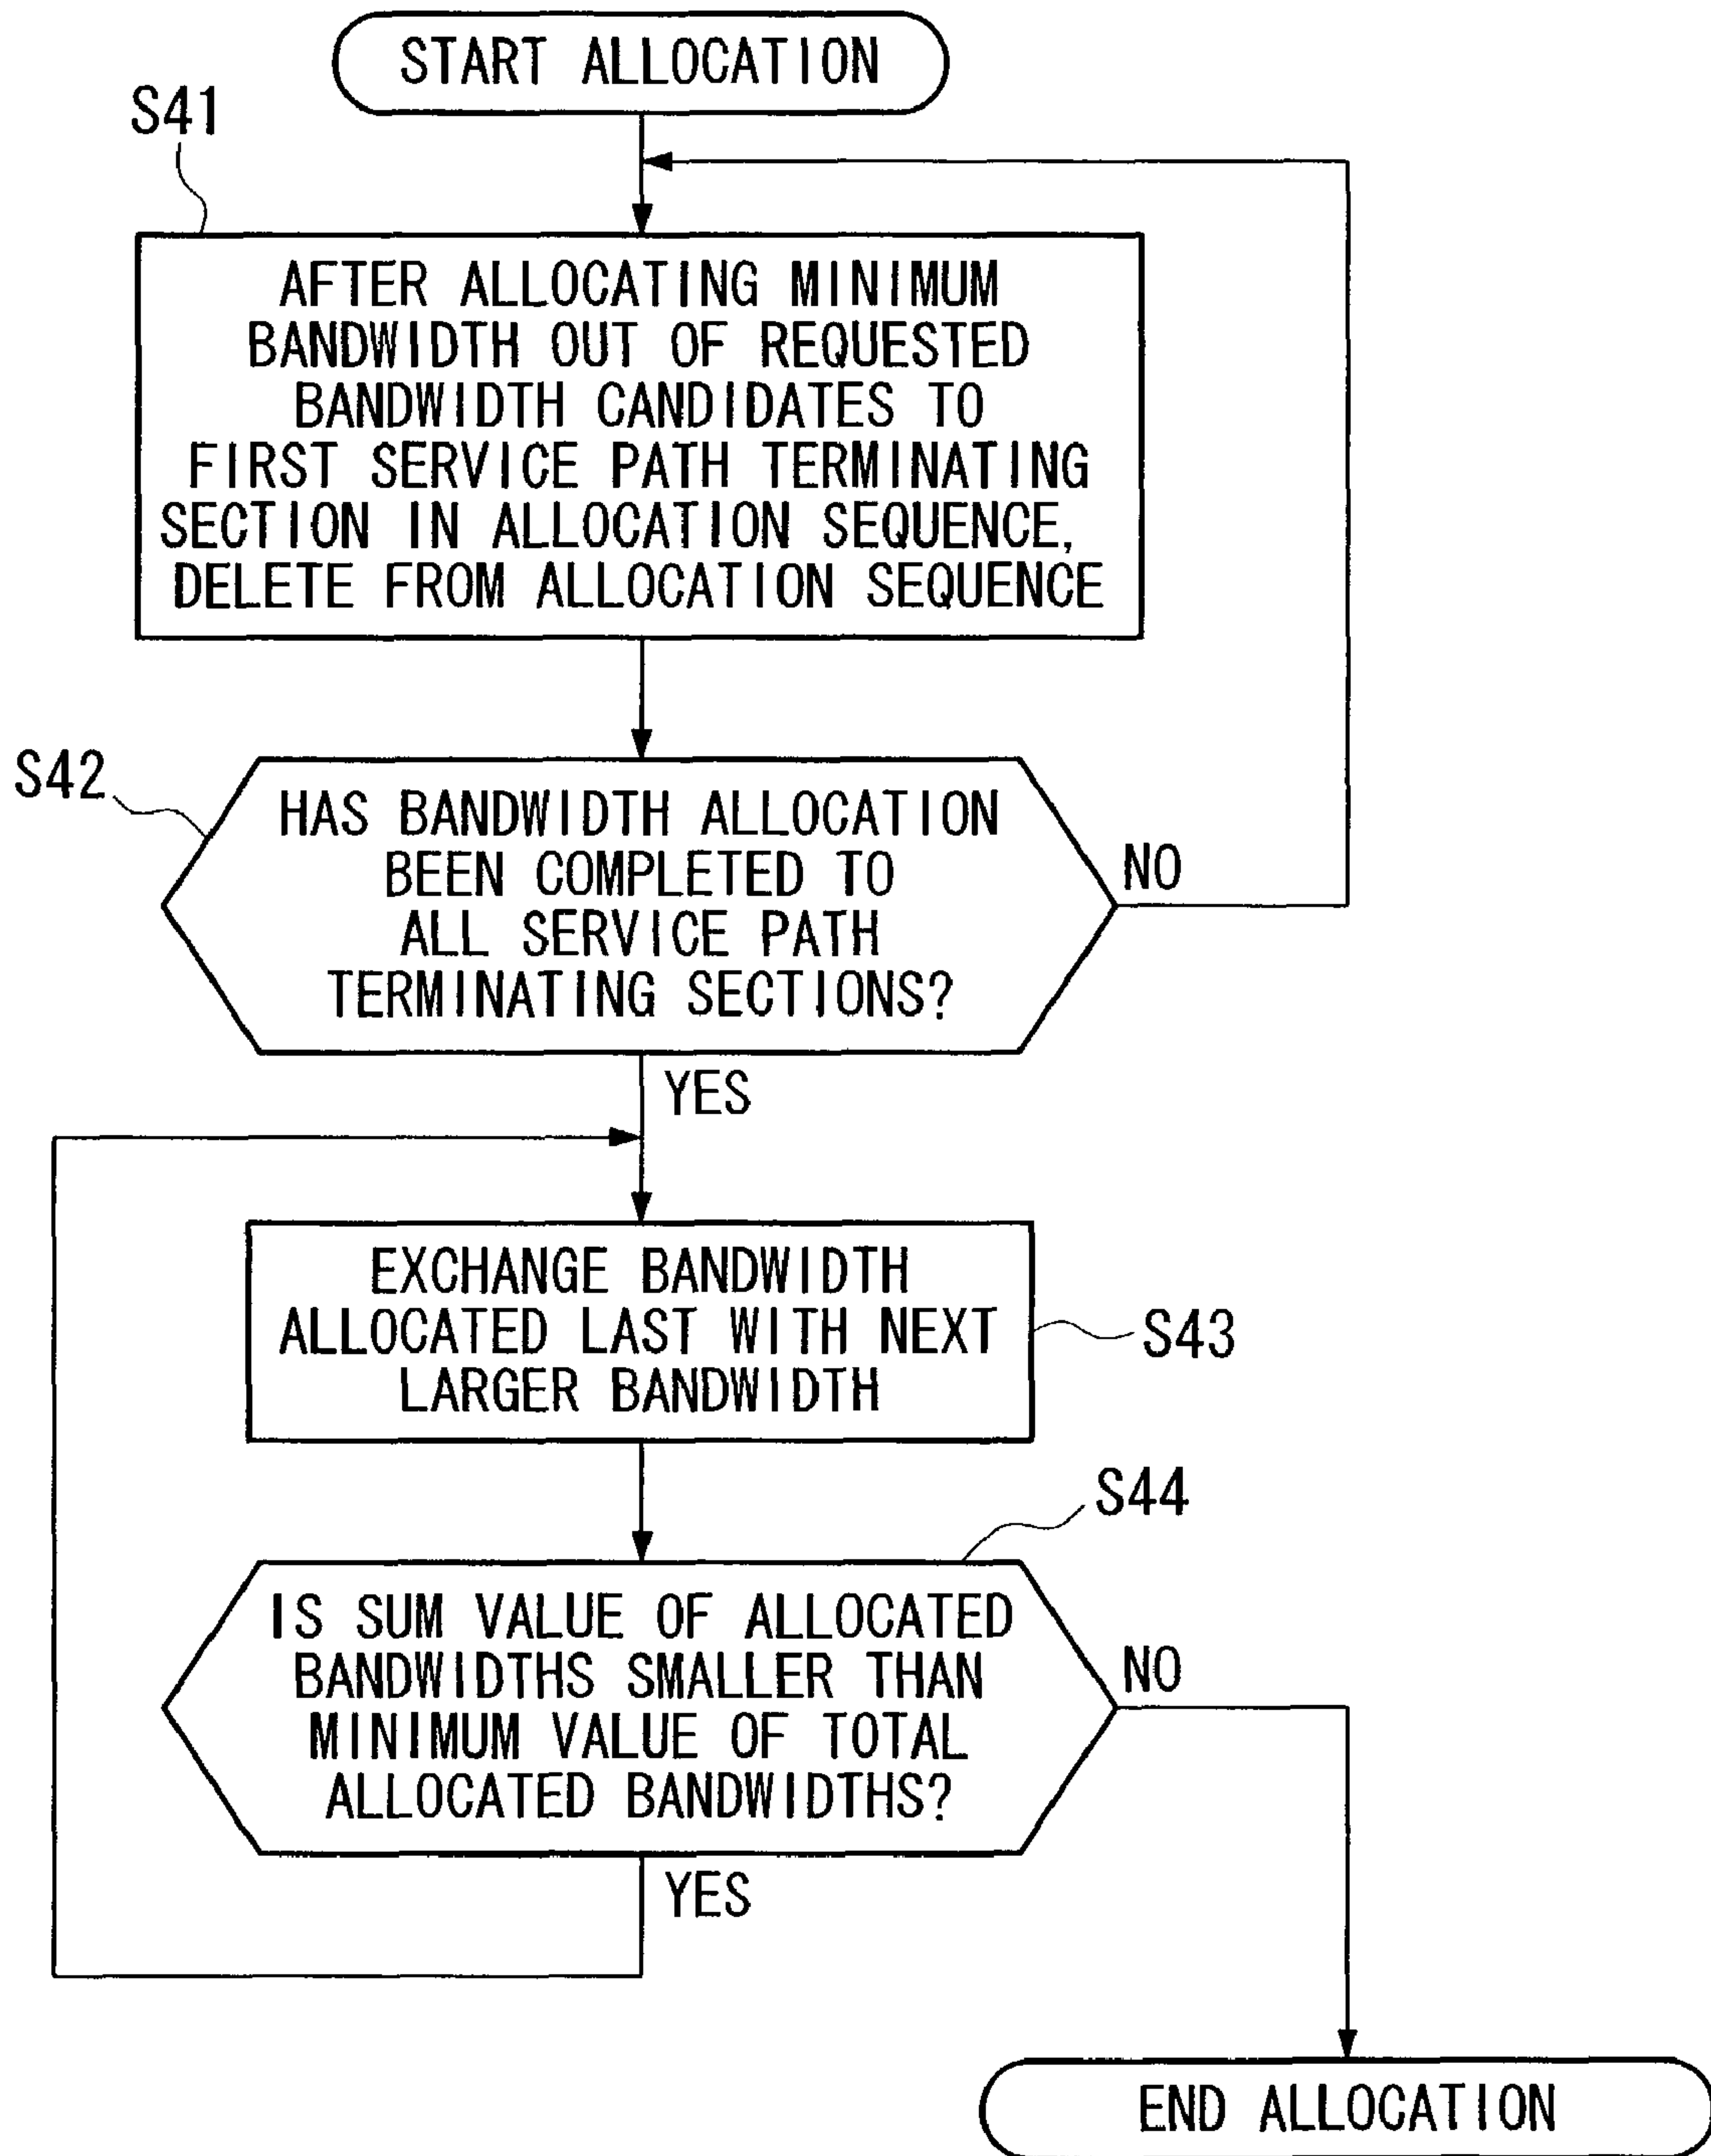 START ALLOCATION
S41
AFTER ALLOCATING MINIMUM
BANDWIDTH OUT OF REQUESTED
BANDWIDTH CANDIDATES TO
FIRST SERVICE PATH TERMINATING
SECTION IN ALLOCATION SEQUENCE,
DELETE FROM ALLOCATION SEQUENCE
S42
HAS BANDWIDTH ALLOCATION
BEEN COMPLETED TO
ALL SERVICE PATH
TERMINATING SECTIONS?
NO
YES
EXCHANGE BANDWIDTH
ALLOCATED LAST WITH NEXT
LARGER BANDWIDTH
S43
S44
IS SUM VALUE OF ALLOCATED
BANDWIDTHS SMALLER THAN
MINIMUM VALUE OF TOTAL
ALLOCATED BANDWIDTHS?
NO
YES
END ALLOCATION